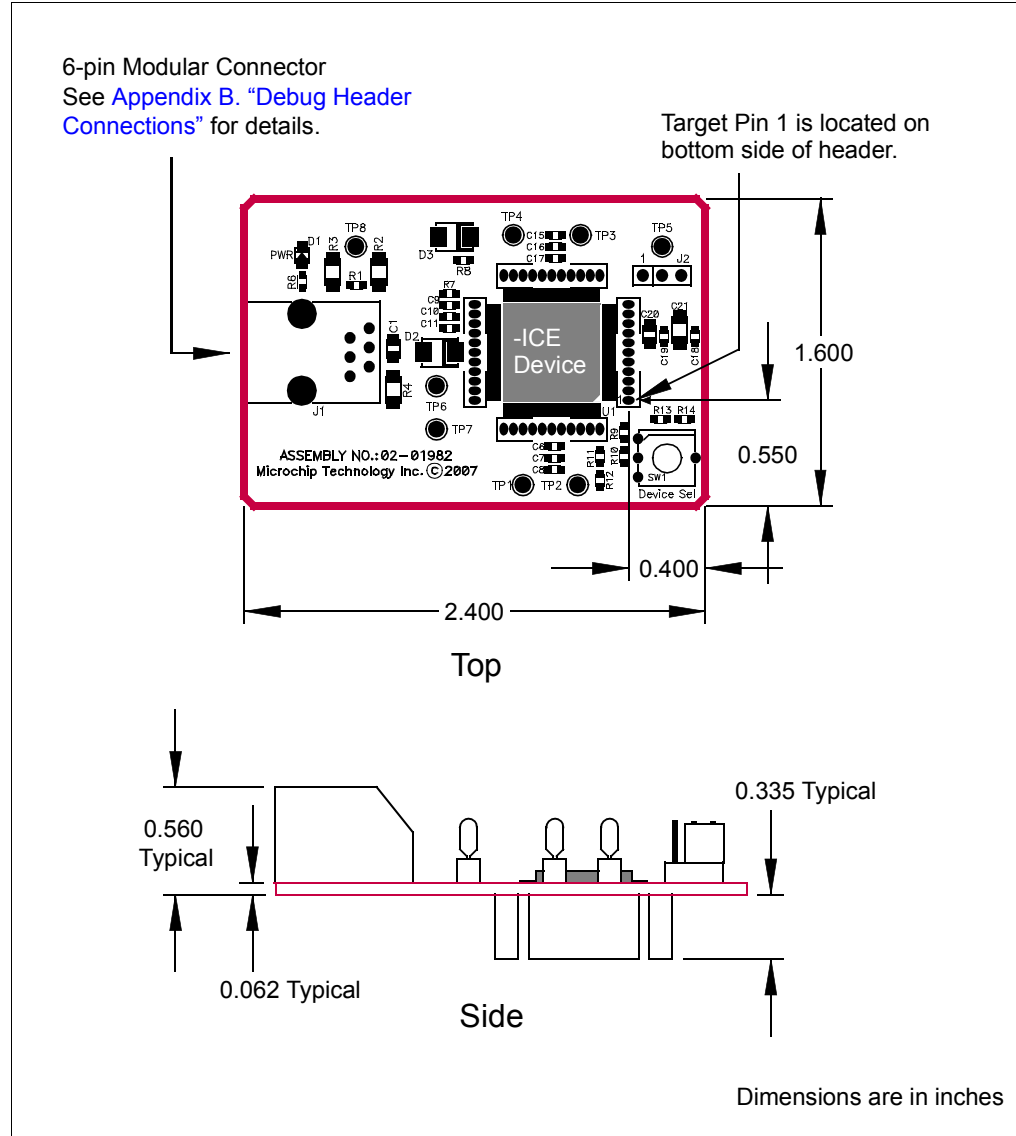 6-pin Modular Connector
See Appendix B. “Debug Header
Connections” for details.
Target Pin 1 is located on
bottom side of header.
TP8
D1
PWR
R3
R2
R6
R1
TP4
D3
R8
C15
C16
C17
TP3
TP5
1
J2
R7
C9
C10
C11
D2
C1
R4
J1
TP6
TP7
-ICE
Device
1
U1
C20
C21
C19
C18
R13
R14
R9
R10
R11
R12
C6
C7
C8
TP1
TP2
SW1
Device Sel
ASSEMBLY NO.:02-01982
Microchip Technology Inc. ©2007
1.600
0.550
0.400
2.400
Top
0.560
Typical
0.335 Typical
0.062 Typical
Side
Dimensions are in inches